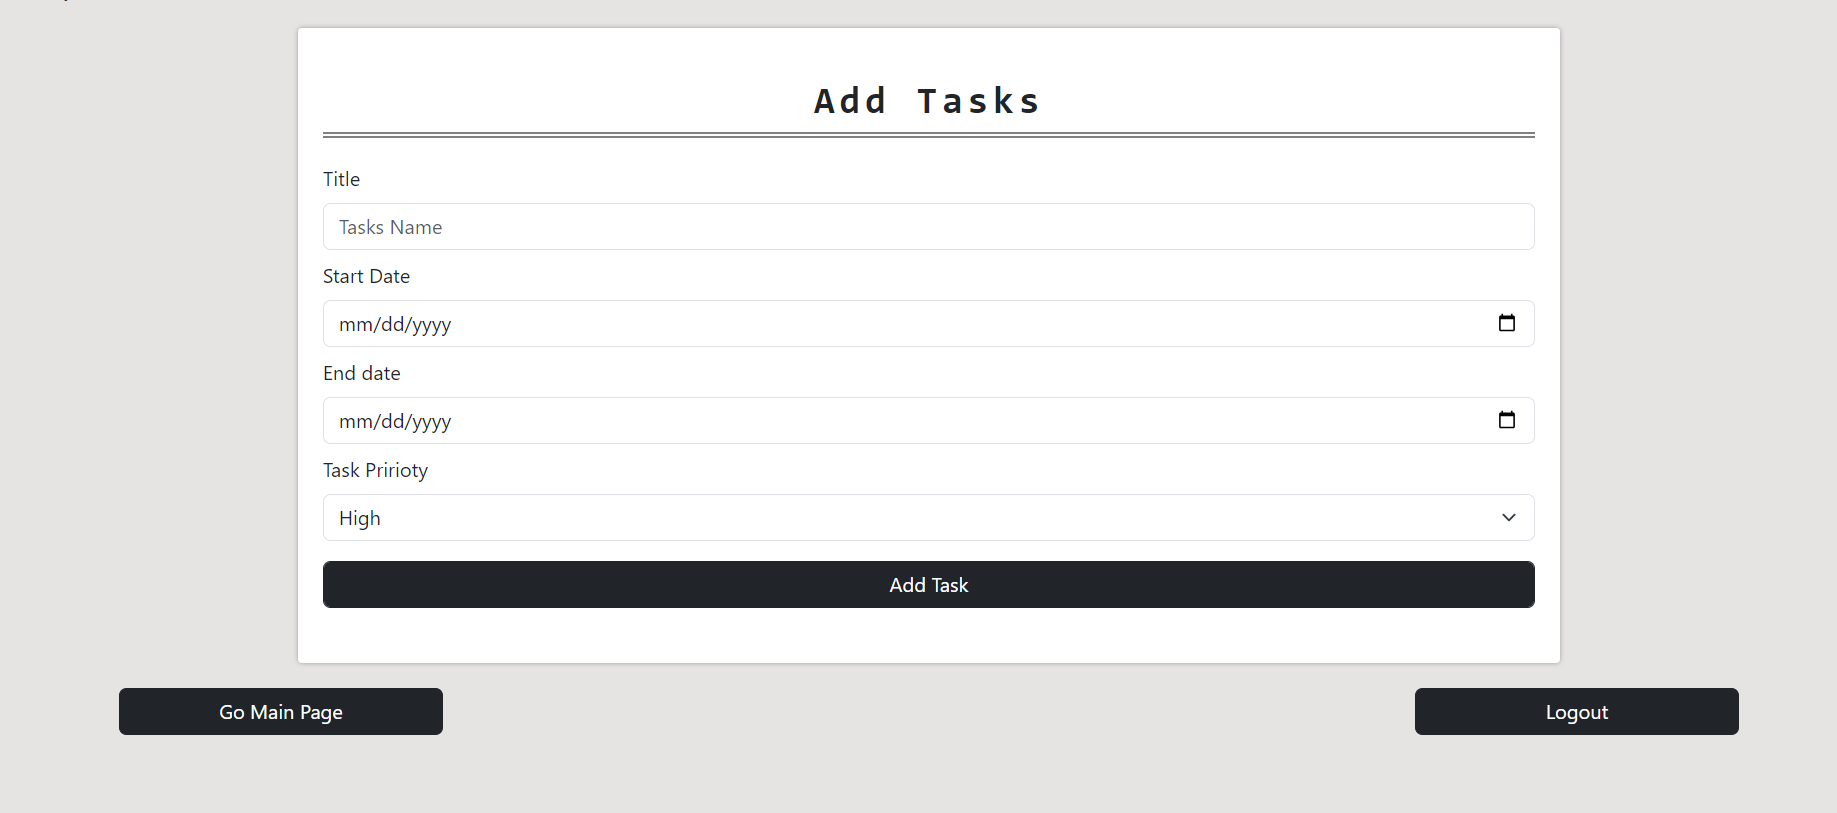 Add Tasks
Title
Tasks Name
Start Date
mm/dd/yyyy
End date
mm/dd/yyyy
Task Pririoty
High
Add Task
Go Main Page
Logout